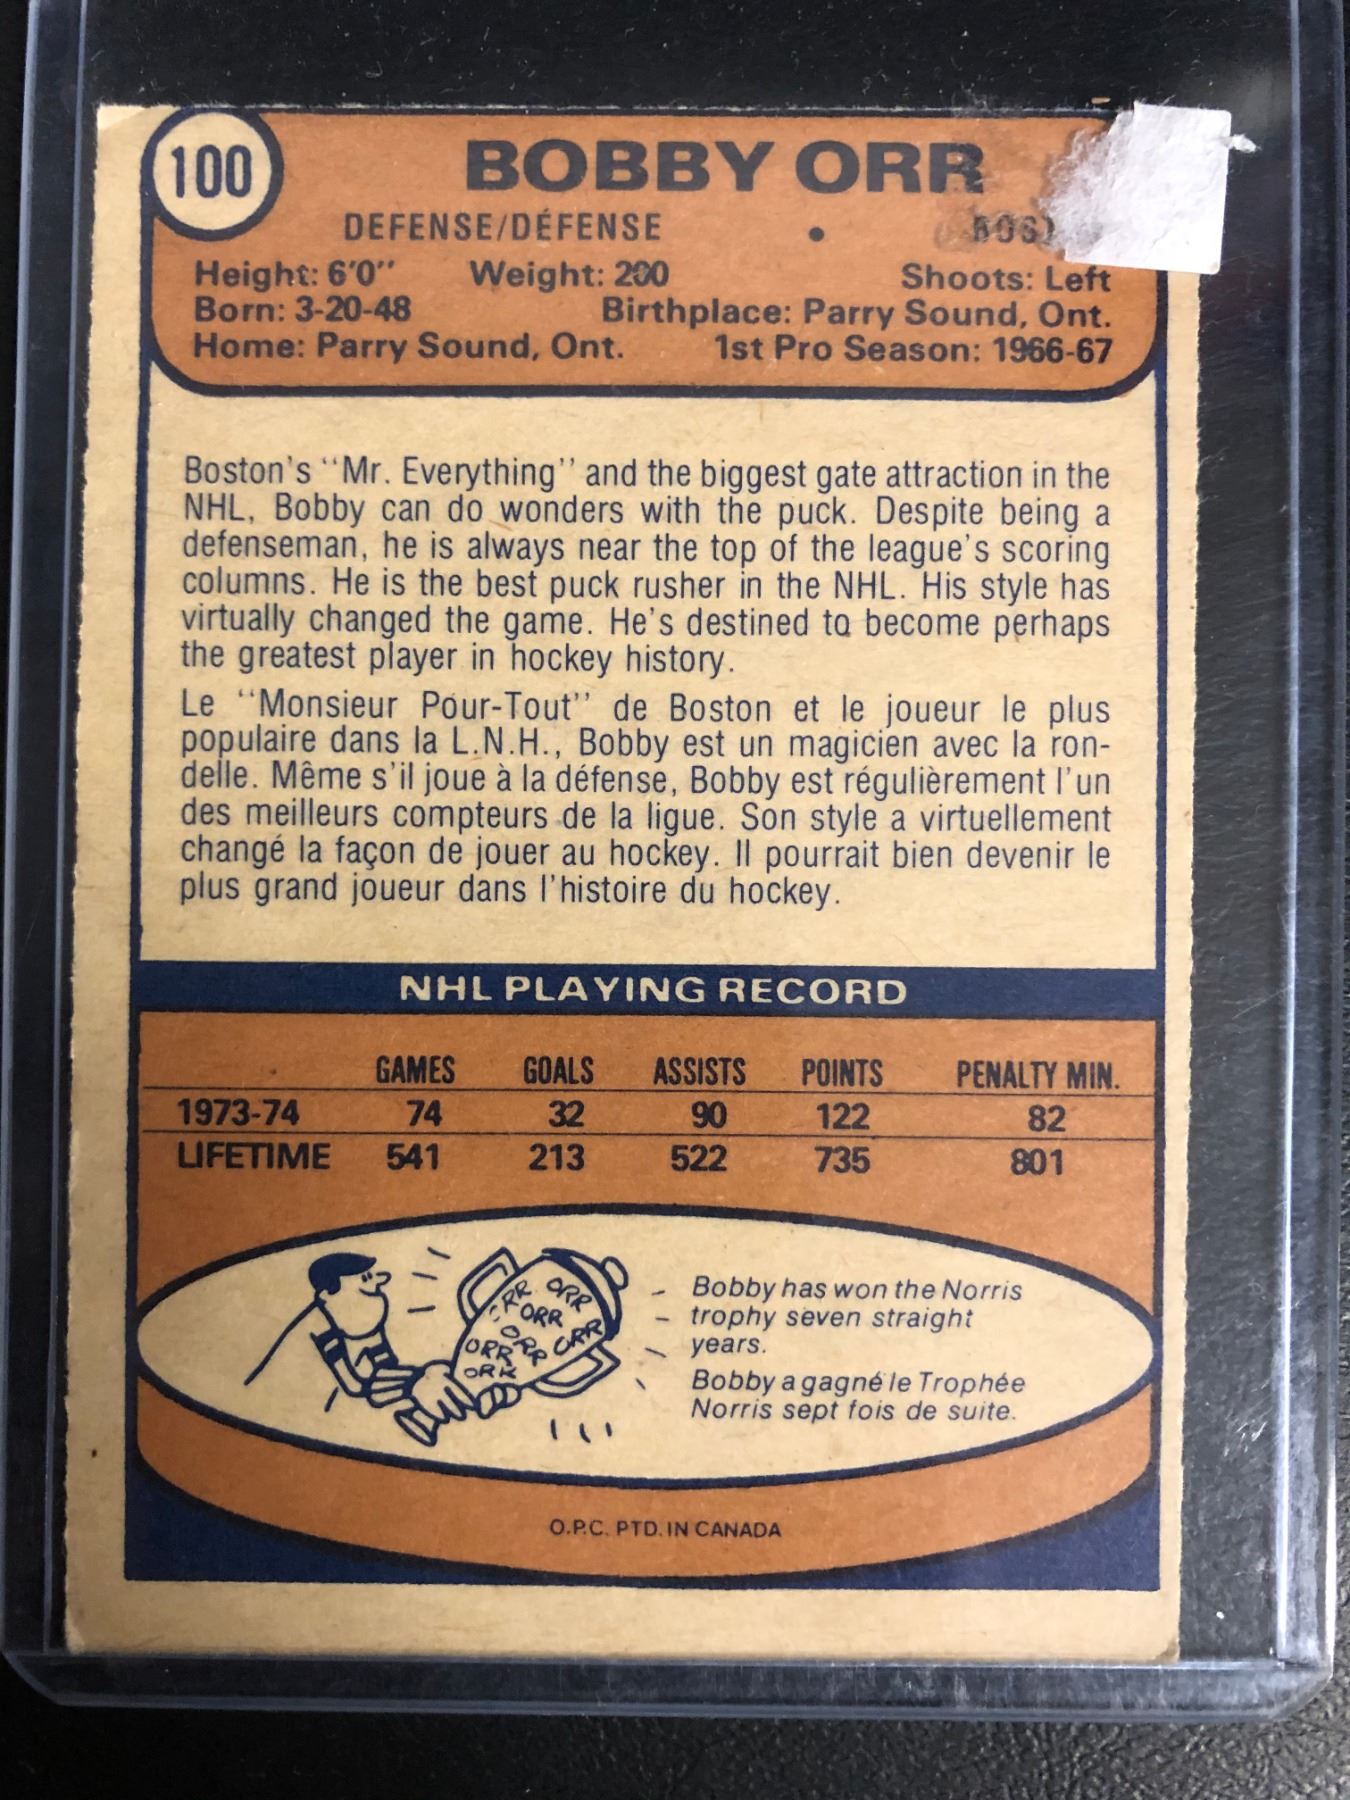 100
BOBBY ORR
DEFENSE/DÉFENSE •
Height: 6'0" Weight: 200 Shoots: Left
Born: 3-20-48 Birthplace: Parry Sound, Ont.
Home: Parry Sound, Ont. 1st Pro Season: 1966-67
Boston's "Mr. Everything" and the biggest gate attraction in the
NHL, Bobby can do wonders with the puck. Despite being a
defenseman, he is always near the top of the league's scoring
columns. He is the best puck rusher in the NHL. His style has
virtually changed the game. He's destined to become perhaps
the greatest player in hockey history.
Le "Monsieur Pour-Tout" de Boston et le joueur le plus
populaire dans la L.N.H., Bobby est un magicien avec la ron-
delle. Même s'il joue à la défense, Bobby est régulièrement l'un
des meilleurs compteurs de la ligue. Son style a virtuellement
changé la façon de jouer au hockey. Il pourrait bien devenir le
plus grand joueur dans l'histoire du hockey.
NHL PLAYING RECORD
GAMES GOALS ASSISTS POINTS PENALTY MIN.
1973-74 74 32 90 122 82
LIFETIME 541 213 522 735 801
ORR ORR
ORR
ORR ORR ORR
ORR
Bobby has won the Norris
trophy seven straight
years.
Bobby a gagné le Trophée
Norris sept fois de suite.
O.P.C. PTD. IN CANADA